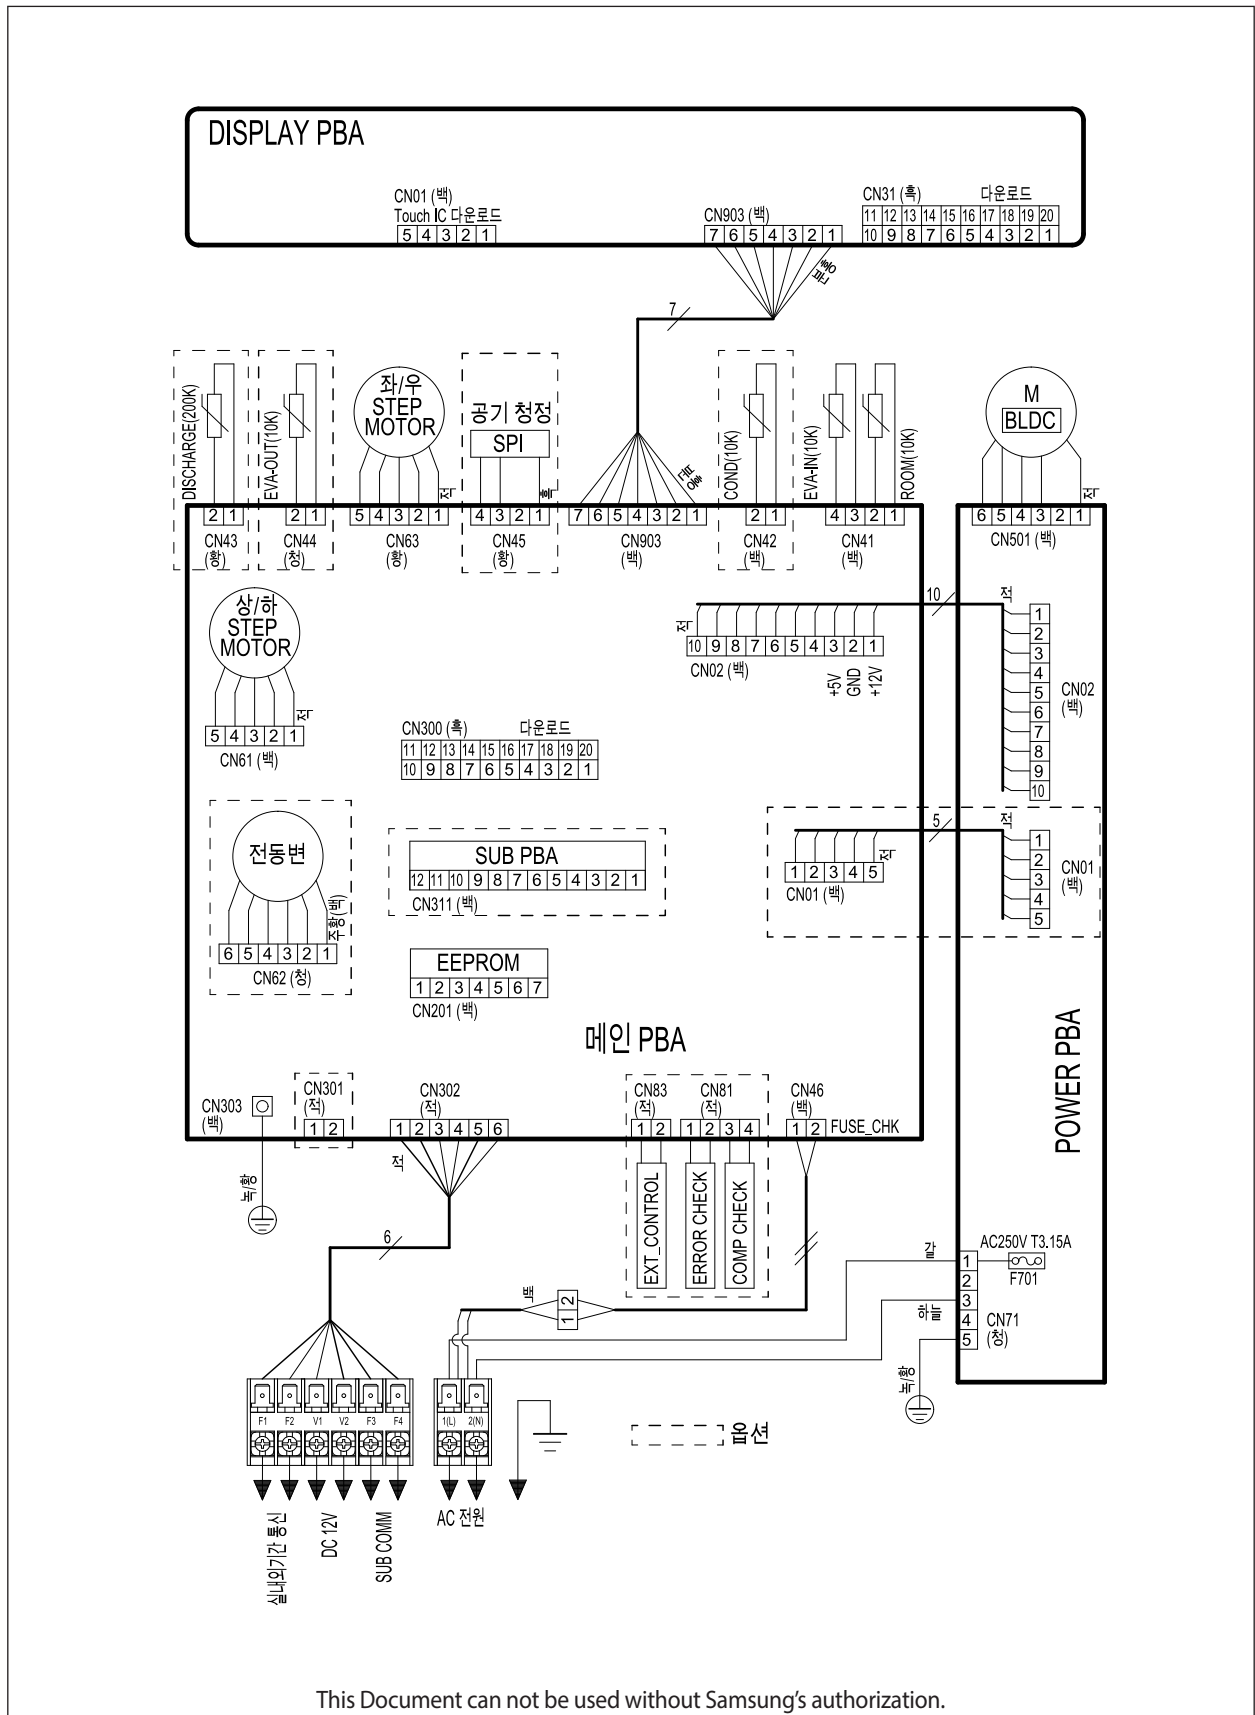 DISPLAY PBA
CN01 (백)
Touch IC 다운로드
5 4 3 2 1
CN903 (백)
7 6 5 4 3 2 1
CN31 (흑) 다운로드
11 12 13 14 15 16 17 18 19 20
10 9 8 7 6 5 4 3 2 1
분홍
7
DISCHARGE(200K)
2 1
CN43
(황)
EVA-OUT(10K)
2 1
CN44
(청)
좌/우
STEP
MOTOR
적
5 4 3 2 1
CN63
(황)
공기 청정
SPI
흑
4 3 2 1
CN45
(황)
분홍
7 6 5 4 3 2 1
CN903
(백)
COND(10K)
2 1
CN42
(백)
EVA-IN(10K)
ROOM(10K)
4 3 2 1
CN41
(백)
M
BLDC
적
6 5 4 3 2 1
CN501 (백)
상/하
STEP
MOTOR
적
5 4 3 2 1
CN61 (백)
10
적
10 9 8 7 6 5 4 3 2 1
CN02 (백)
+5V
GND
+12V
적
1
2
3
4
5
6
7
8
9
10
CN02
(백)
CN300 (흑) 다운로드
11 12 13 14 15 16 17 18 19 20
10 9 8 7 6 5 4 3 2 1
전동변
주황(백)
6 5 4 3 2 1
CN62 (청)
SUB PBA
12 11 10 9 8 7 6 5 4 3 2 1
CN311 (백)
5
적
1 2 3 4 5
CN01 (백)
적
1
2
3
4
5
CN01
(백)
EEPROM
1 2 3 4 5 6 7
CN201 (백)
메인 PBA
POWER PBA
CN303
(백)
녹/황
CN301
(적)
1 2
CN302
(적)
1 2 3 4 5 6
적
6
CN83
(적)
1 2
CN81
(적)
1 2 3 4
EXT_CONTROL
ERROR CHECK
COMP CHECK
CN46
(백)
1 2 FUSE_CHK
백
2
1
갈
하늘
녹/황
1
2
3
4
5
CN71
(청)
AC250V T3.15A
F701
F1 F2 V1 V2 F3 F4
1(L) 2(N)
실내외기간 통신
DC 12V
SUB COMM
AC 전원
옵션
This Document can not be used without Samsung's authorization.